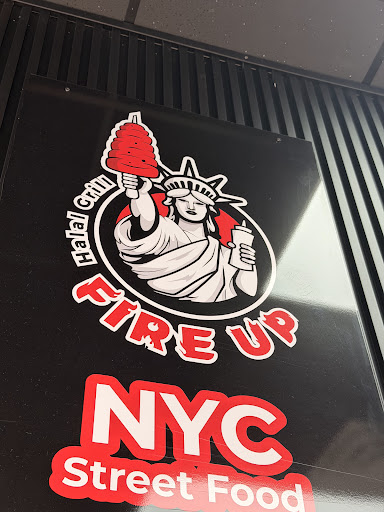 Halal Grill
FIRE UP
NYC
Street Food